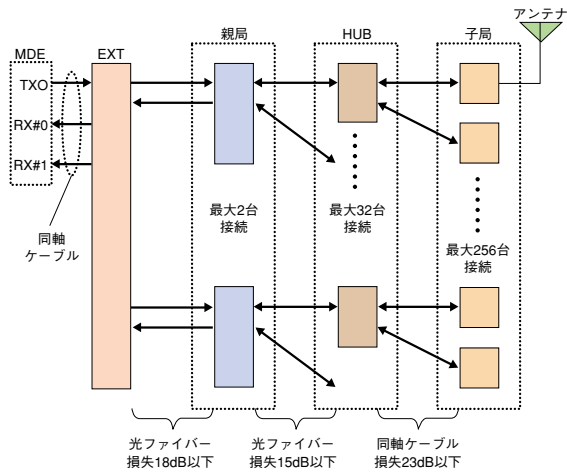 アンテナ
MDE
EXT
親局
HUB
子局
TXO
RX#0
RX#1
同軸
ケーブル
最大2台
接続
最大32台
接続
最大256台
接続
光ファイバー
損失18dB以下
光ファイバー
損失15dB以下
同軸ケーブル
損失23dB以下